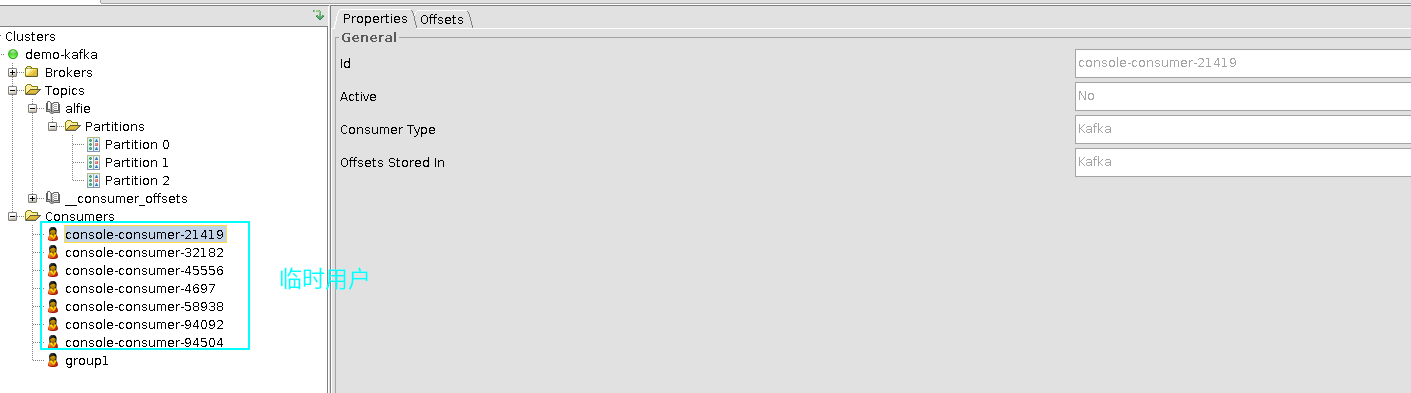 Clusters
demo-kafka
Brokers
Topics
alfie
Partitions
Partition 0
Partition 1
Partition 2
__consumer_offsets
Consumers
console-consumer-21419
console-consumer-32182
console-consumer-45556
console-consumer-4697
console-consumer-58938
console-consumer-94092
console-consumer-94504
group1
临时用户
Properties Offsets
General
Id console-consumer-21419
Active No
Consumer Type Kafka
Offsets Stored In Kafka